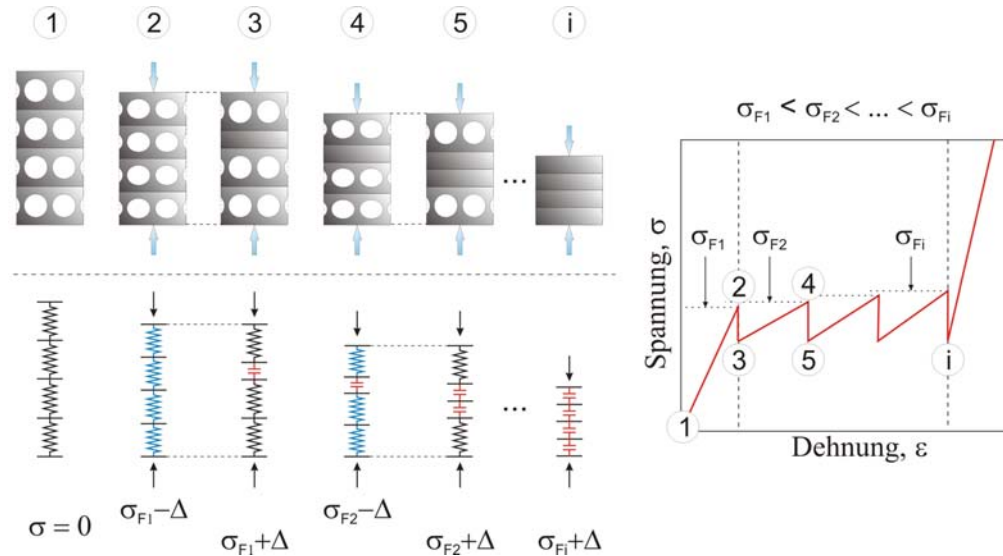 1 2 3 4 5 i
...
σ = 0
σF1−Δ
σF1+Δ
σF2−Δ
σF2+Δ
...
σFi+Δ
σF1 < σF2 < ... < σFi
Spannung, σ
σF1
σF2
σFi
2
4
3
5
i
1
Dehnung, ε